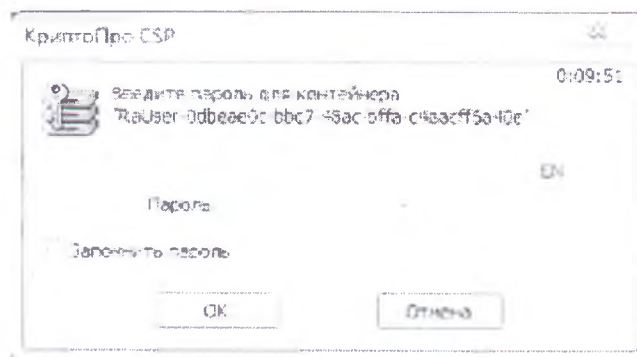 КриптоПро CSP
0:09:51
Введите пароль для контейнера
EN
Пароль
Запомнить пароль
OK
Отмена